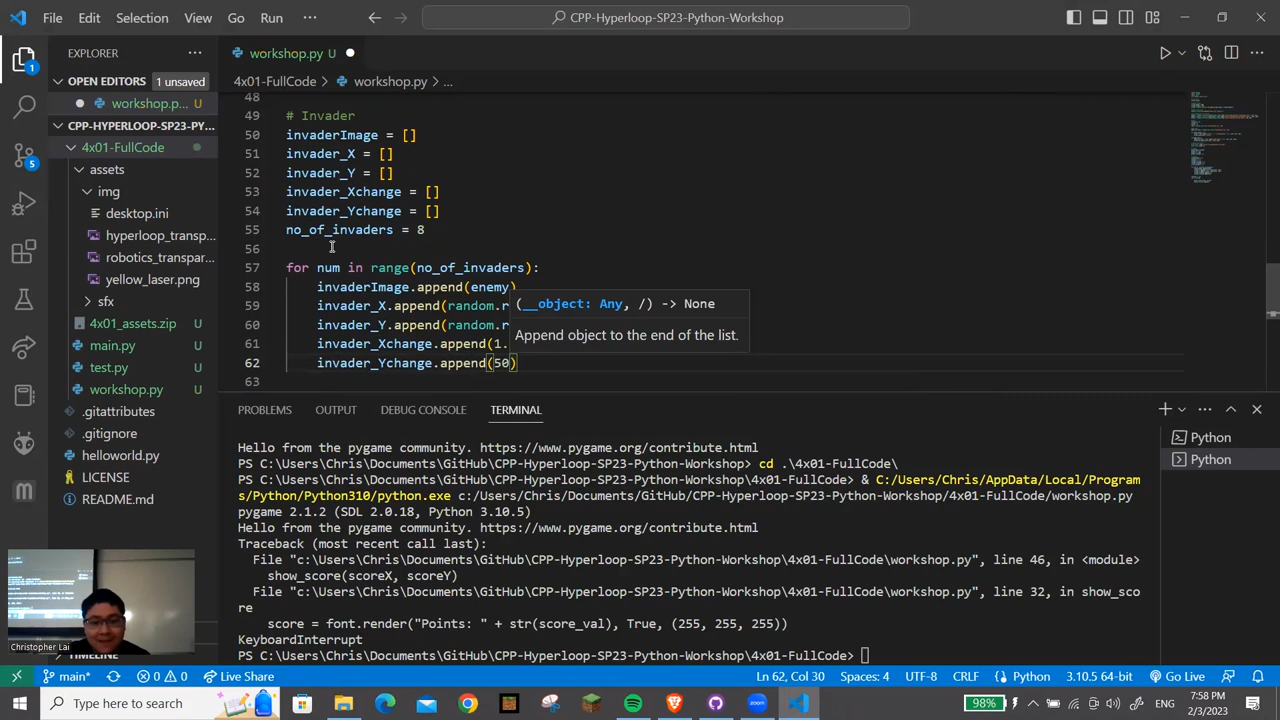 File Edit Selection View Go Run ···
CPP-Hyperloop-SP23-Python-Workshop
EXPLORER
workshop.py U
OPEN EDITORS 1 unsaved
workshop.p... U
CPP-HYPERLOOP-SP23-PY...
4x01-FullCode
assets
img
desktop.ini
hyperloop_transp...
robotics_transpar...
yellow_laser.png
sfx
4x01_assets.zip U
main.py U
test.py U
workshop.py U
.gitattributes
.gitignore
helloworld.py
LICENSE
README.md
TIMELINE
1
5
4x01-FullCode > workshop.py > ...
48
49 # Invader
50 invaderImage = []
51 invader_X = []
52 invader_Y = []
53 invader_Xchange = []
54 invader_Ychange = []
55 no_of_invaders = 8
56
57 for num in range(no_of_invaders):
58 invaderImage.append(enemy)
59 invader_X.append(random.r
60 invader_Y.append(random.r
61 invader_Xchange.append(1.
62 invader_Ychange.append(50)
63
(__object: Any, /) -> None
Append object to the end of the list.
PROBLEMS OUTPUT DEBUG CONSOLE TERMINAL
Python
Python
Hello from the pygame community. https://www.pygame.org/contribute.html
PS C:\Users\Chris\Documents\GitHub\CPP-Hyperloop-SP23-Python-Workshop> cd .\4x01-FullCode\
PS C:\Users\Chris\Documents\GitHub\CPP-Hyperloop-SP23-Python-Workshop\4x01-FullCode> & C:/Users/Chris/AppData/Local/Program
s/Python/Python310/python.exe c:/Users/Chris/Documents/GitHub/CPP-Hyperloop-SP23-Python-Workshop/4x01-FullCode/workshop.py
pygame 2.1.2 (SDL 2.0.18, Python 3.10.5)
Hello from the pygame community. https://www.pygame.org/contribute.html
Traceback (most recent call last):
File "c:\Users\Chris\Documents\GitHub\CPP-Hyperloop-SP23-Python-Workshop\4x01-FullCode\workshop.py", line 46, in <module>
show_score(scoreX, scoreY)
File "c:\Users\Chris\Documents\GitHub\CPP-Hyperloop-SP23-Python-Workshop\4x01-FullCode\workshop.py", line 32, in show_sco
re
score = font.render("Points: " + str(score_val), True, (255, 255, 255))
KeyboardInterrupt
PS C:\Users\Chris\Documents\GitHub\CPP-Hyperloop-SP23-Python-Workshop\4x01-FullCode>
Christopher Lai
main* 0 0 Live Share
Ln 62, Col 30 Spaces: 4 UTF-8 CRLF Python 3.10.5 64-bit Go Live
Type here to search
98% ENG 7:58 PM
2/3/2023